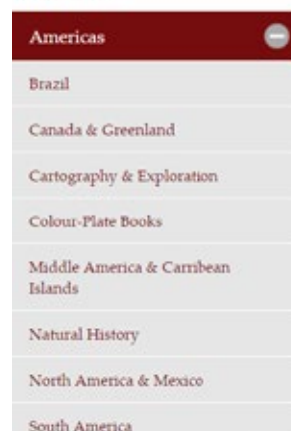 Americas
Brazil
Canada & Greenland
Cartography & Exploration
Colour-Plate Books
Middle America & Carribean
Islands
Natural History
North America & Mexico
South America